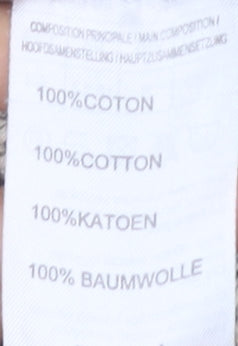 COMPOSITION PRINCIPALE / MAIN COMPOSITION /
HOOFDSAMENSTELLING / HAUPTZUSAMMENSETZUNG
100%COTON
100%COTTON
100%KATOEN
100% BAUMWOLLE